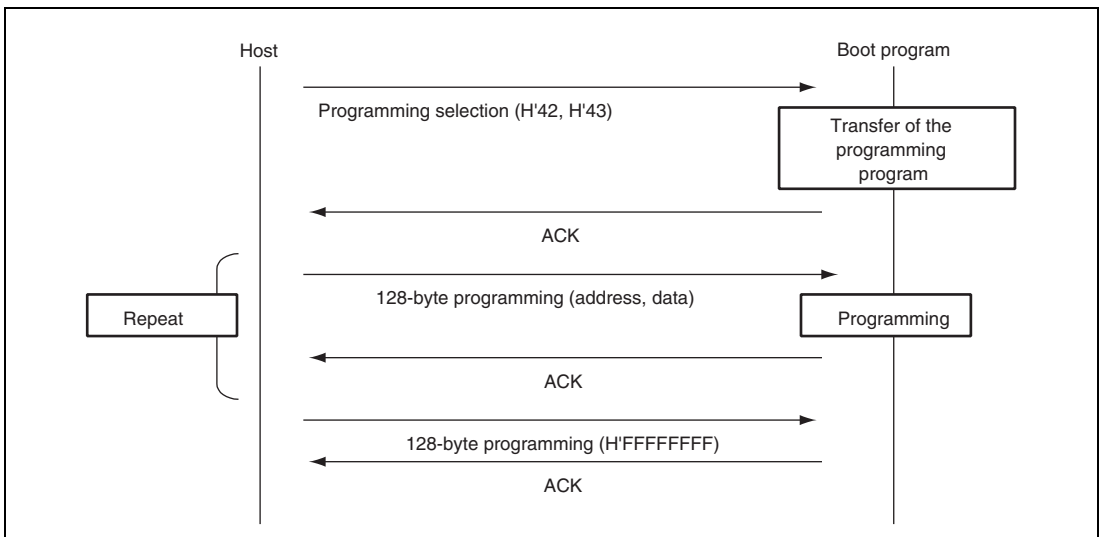 Host
Boot program
Programming selection (H'42, H'43)
Transfer of the
programming
program
ACK
128-byte programming (address, data)
Repeat
Programming
ACK
128-byte programming (H'FFFFFFFF)
ACK